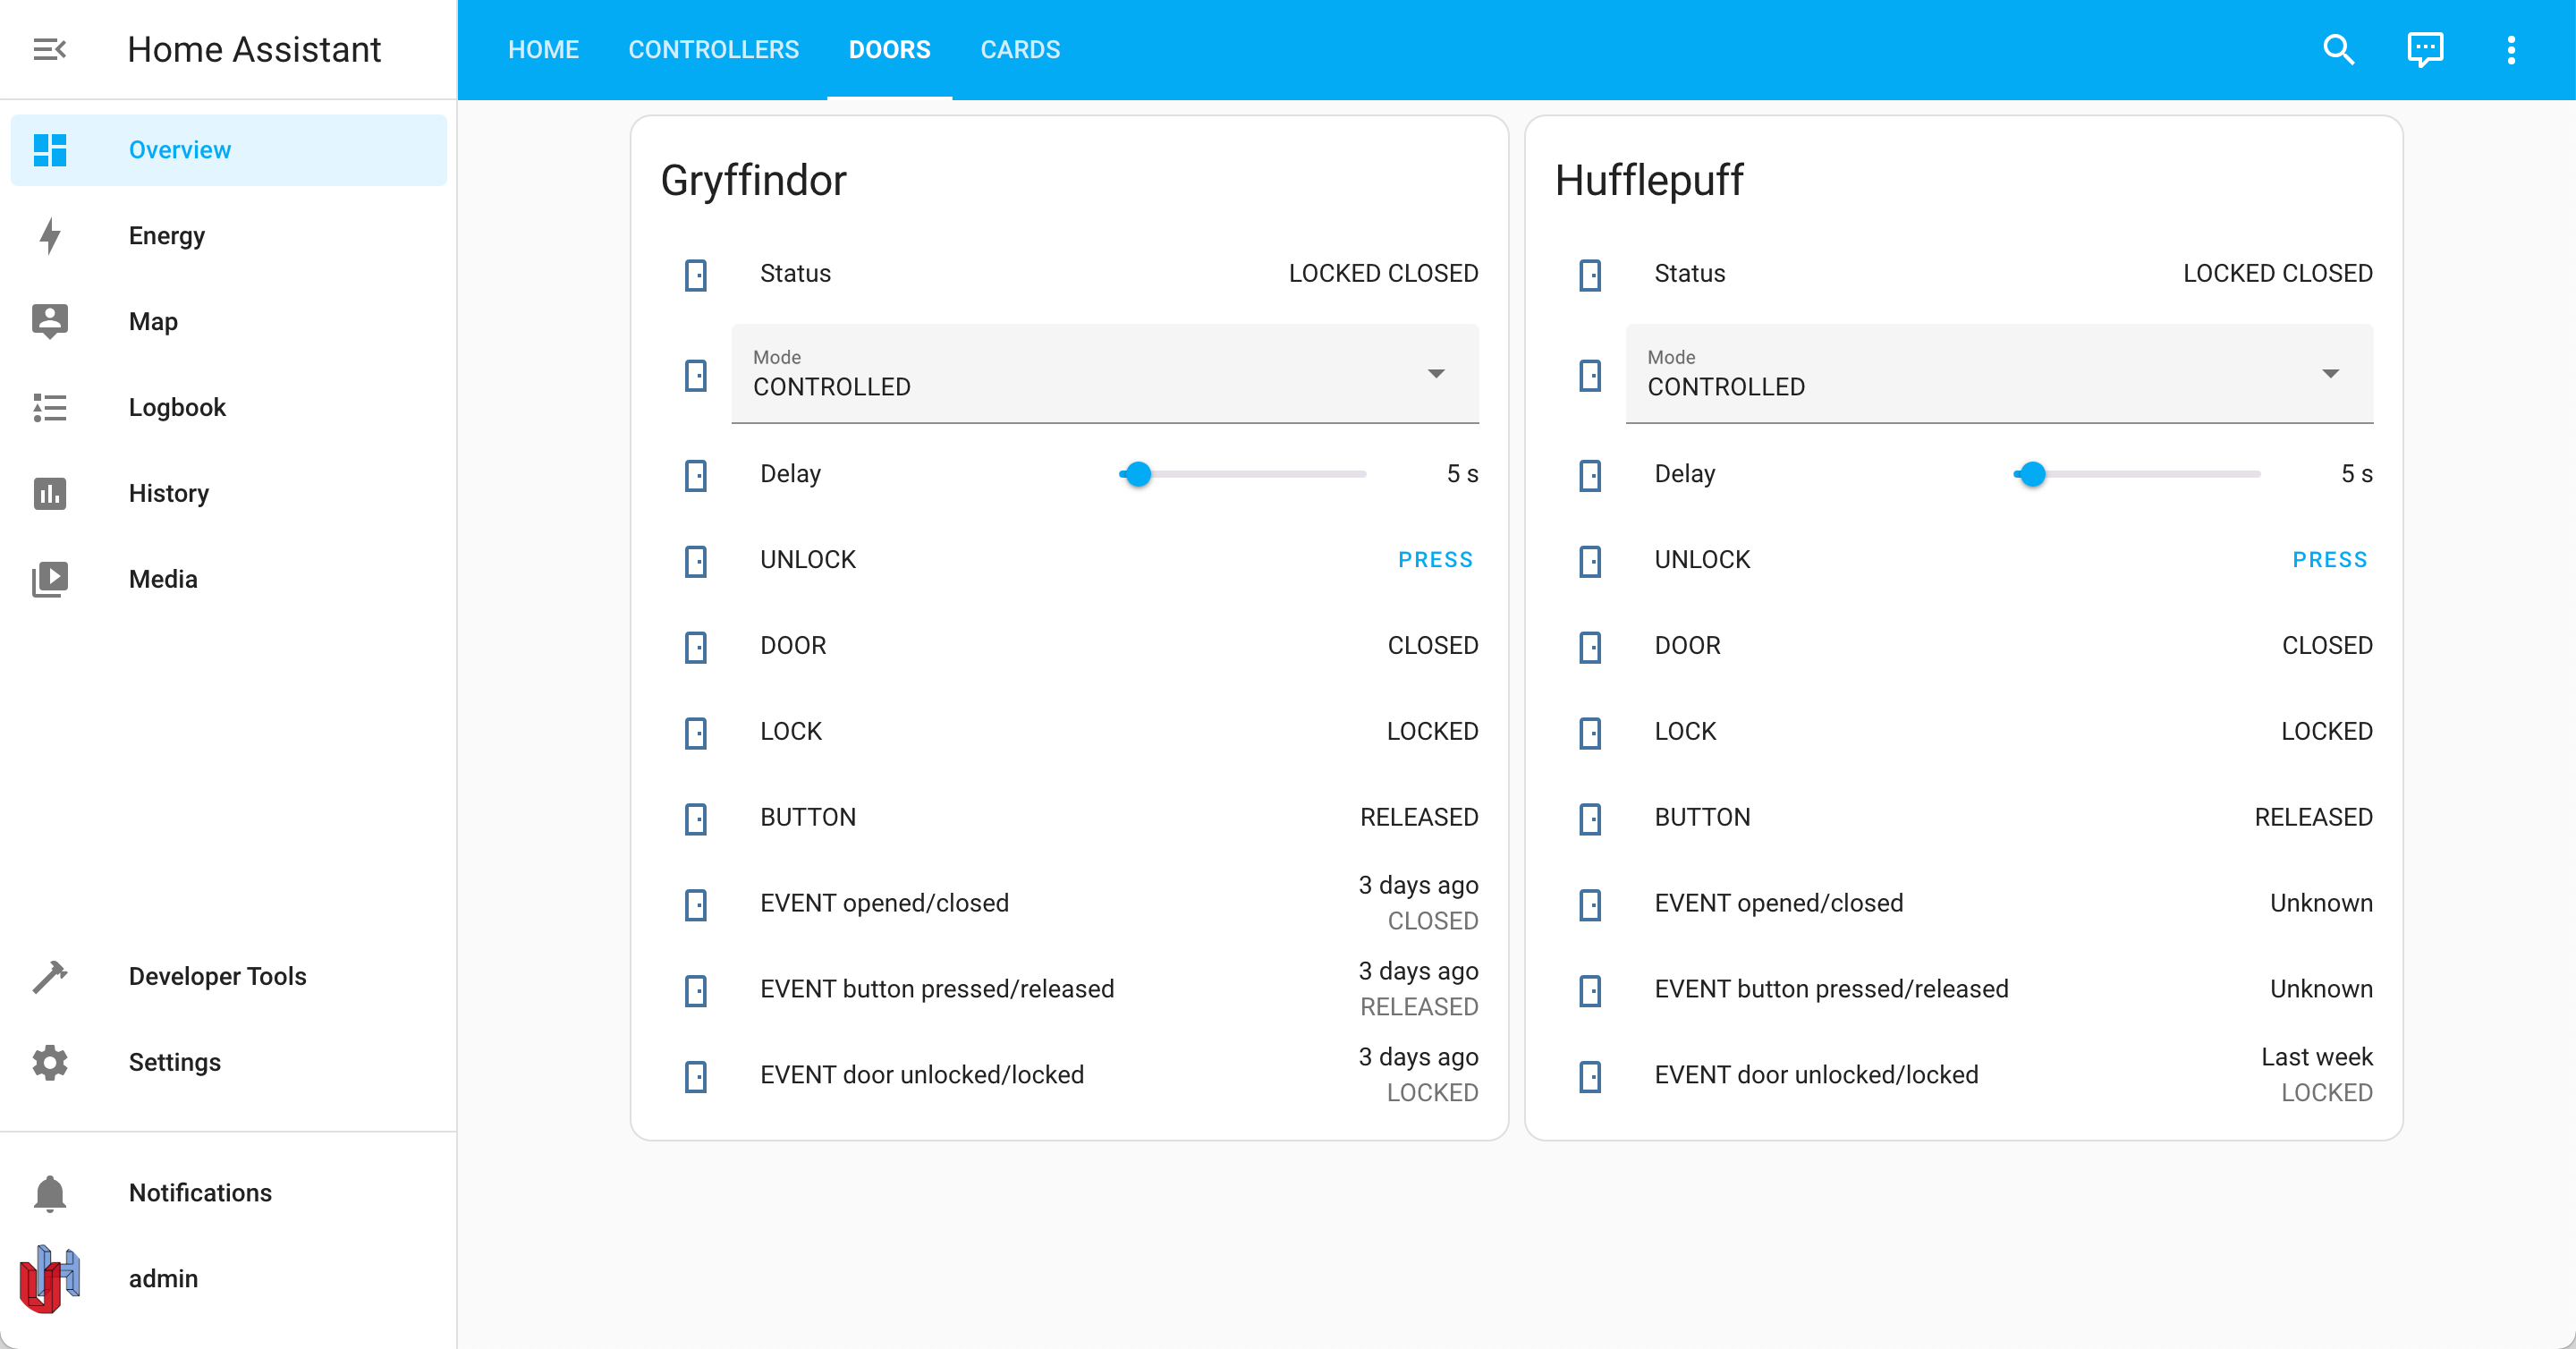 Home Assistant
HOME CONTROLLERS DOORS CARDS
Overview
Energy
Map
Logbook
History
Media
Developer Tools
Settings
Notifications
admin
Gryffindor
Status LOCKED CLOSED
Mode
CONTROLLED
Delay 5 s
UNLOCK PRESS
DOOR CLOSED
LOCK LOCKED
BUTTON RELEASED
EVENT opened/closed 3 days ago
CLOSED
EVENT button pressed/released 3 days ago
RELEASED
EVENT door unlocked/locked 3 days ago
LOCKED
Hufflepuff
Status LOCKED CLOSED
Mode
CONTROLLED
Delay 5 s
UNLOCK PRESS
DOOR CLOSED
LOCK LOCKED
BUTTON RELEASED
EVENT opened/closed Unknown
EVENT button pressed/released Unknown
EVENT door unlocked/locked Last week
LOCKED